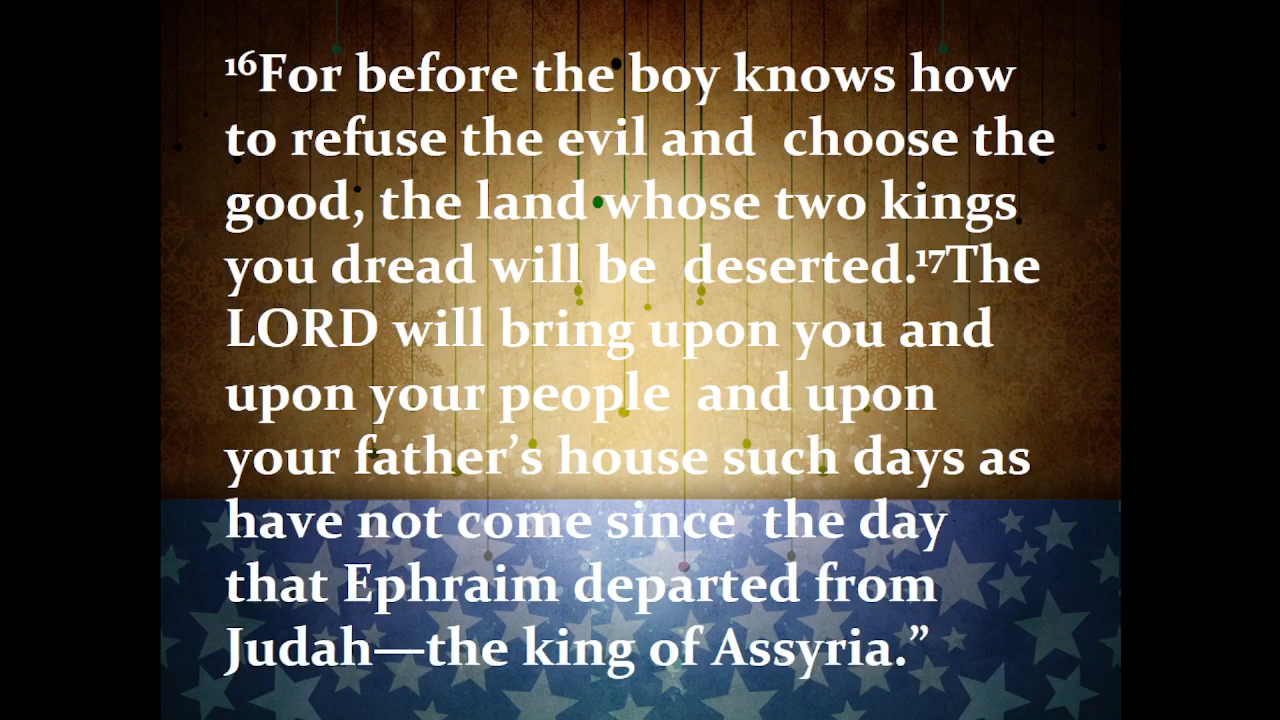 ¹⁶For before the boy knows how
to refuse the evil and  choose the
good, the land whose two kings
you dread will be  deserted.¹⁷The
LORD will bring upon you and
upon your people  and upon
your father’s house such days as
have not come since  the day
that Ephraim departed from
Judah—the king of Assyria.”